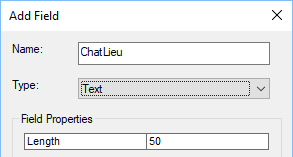 Add Field
Name: ChatLieu
Type: Text
Field Properties
Length 50